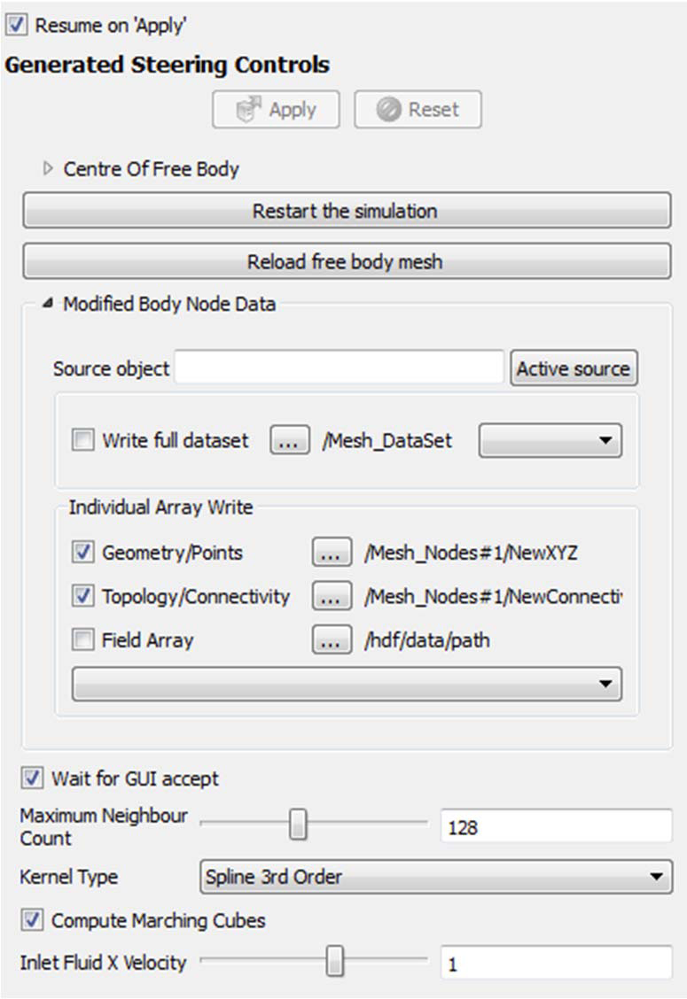 Resume on 'Apply'
Generated Steering Controls
Apply Reset
Centre Of Free Body
Restart the simulation
Reload free body mesh
Modified Body Node Data
Source object Active source
Write full dataset ... /Mesh_DataSet
Individual Array Write
Geometry/Points ... /Mesh_Nodes#1/NewXYZ
Topology/Connectivity ... /Mesh_Nodes#1/NewConnectiv
Field Array ... /hdf/data/path
Wait for GUI accept
Maximum Neighbour
Count 128
Kernel Type Spline 3rd Order
Compute Marching Cubes
Inlet Fluid X Velocity 1